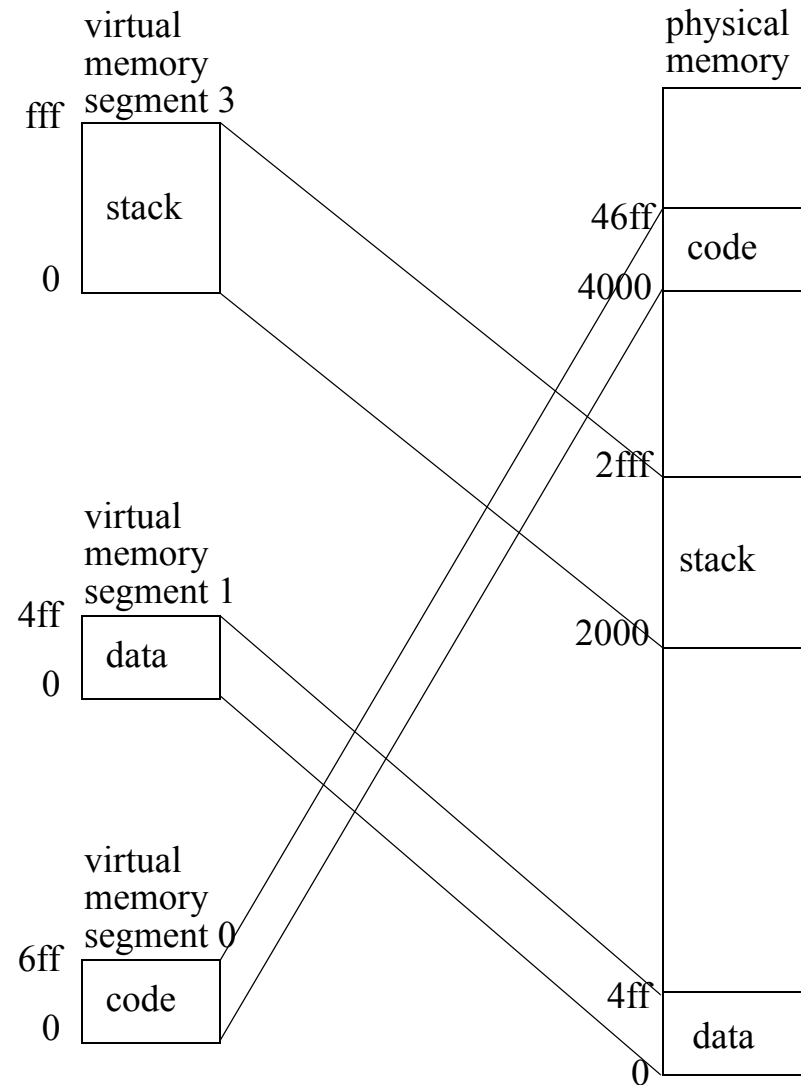 virtual
memory
segment 3
fff
stack
0
virtual
memory
segment 1
4ff
data
0
virtual
memory
segment 0
6ff
code
0
physical
memory
46ff
code
4000
2fff
stack
2000
4ff
data
0